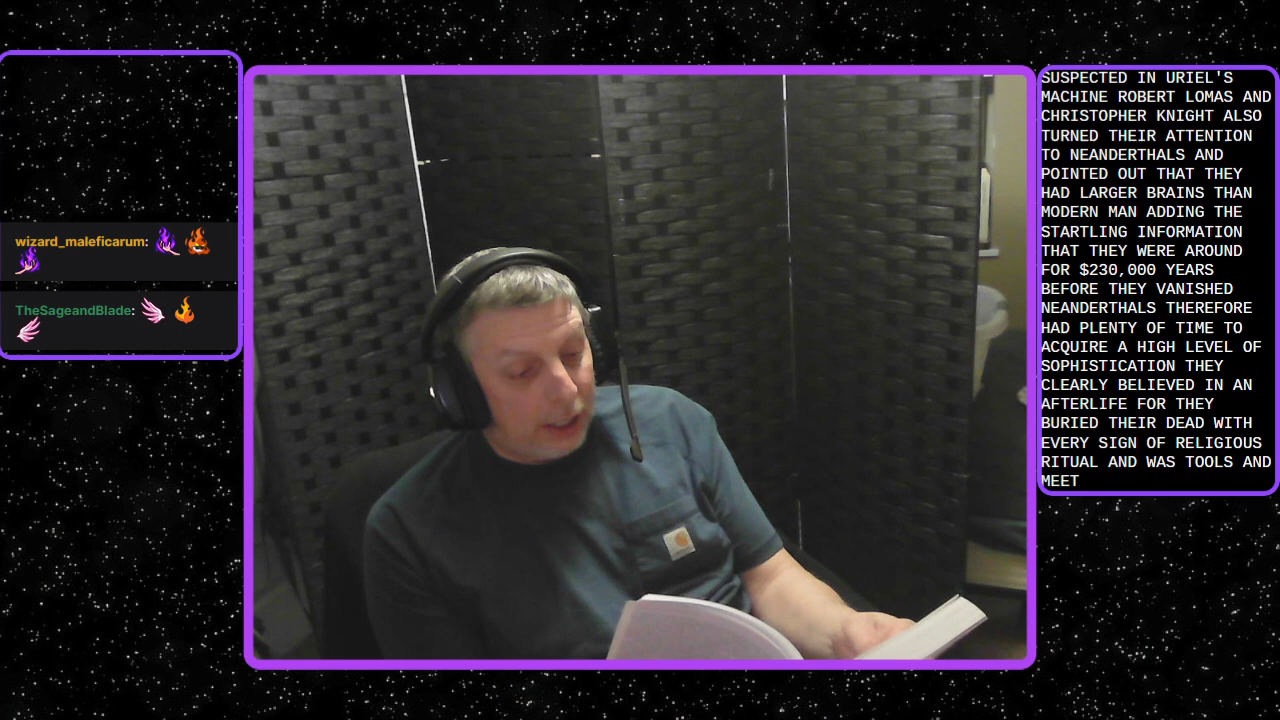 wizard_maleficarum:
TheSageandBlade:
SUSPECTED IN URIEL'S
MACHINE ROBERT LOMAS AND
CHRISTOPHER KNIGHT ALSO
TURNED THEIR ATTENTION
TO NEANDERTHALS AND
POINTED OUT THAT THEY
HAD LARGER BRAINS THAN
MODERN MAN ADDING THE
STARTLING INFORMATION
THAT THEY WERE AROUND
FOR $230,000 YEARS
BEFORE THEY VANISHED
NEANDERTHALS THEREFORE
HAD PLENTY OF TIME TO
ACQUIRE A HIGH LEVEL OF
SOPHISTICATION THEY
CLEARLY BELIEVED IN AN
AFTERLIFE FOR THEY
BURIED THEIR DEAD WITH
EVERY SIGN OF RELIGIOUS
RITUAL AND WAS TOOLS AND
MEET